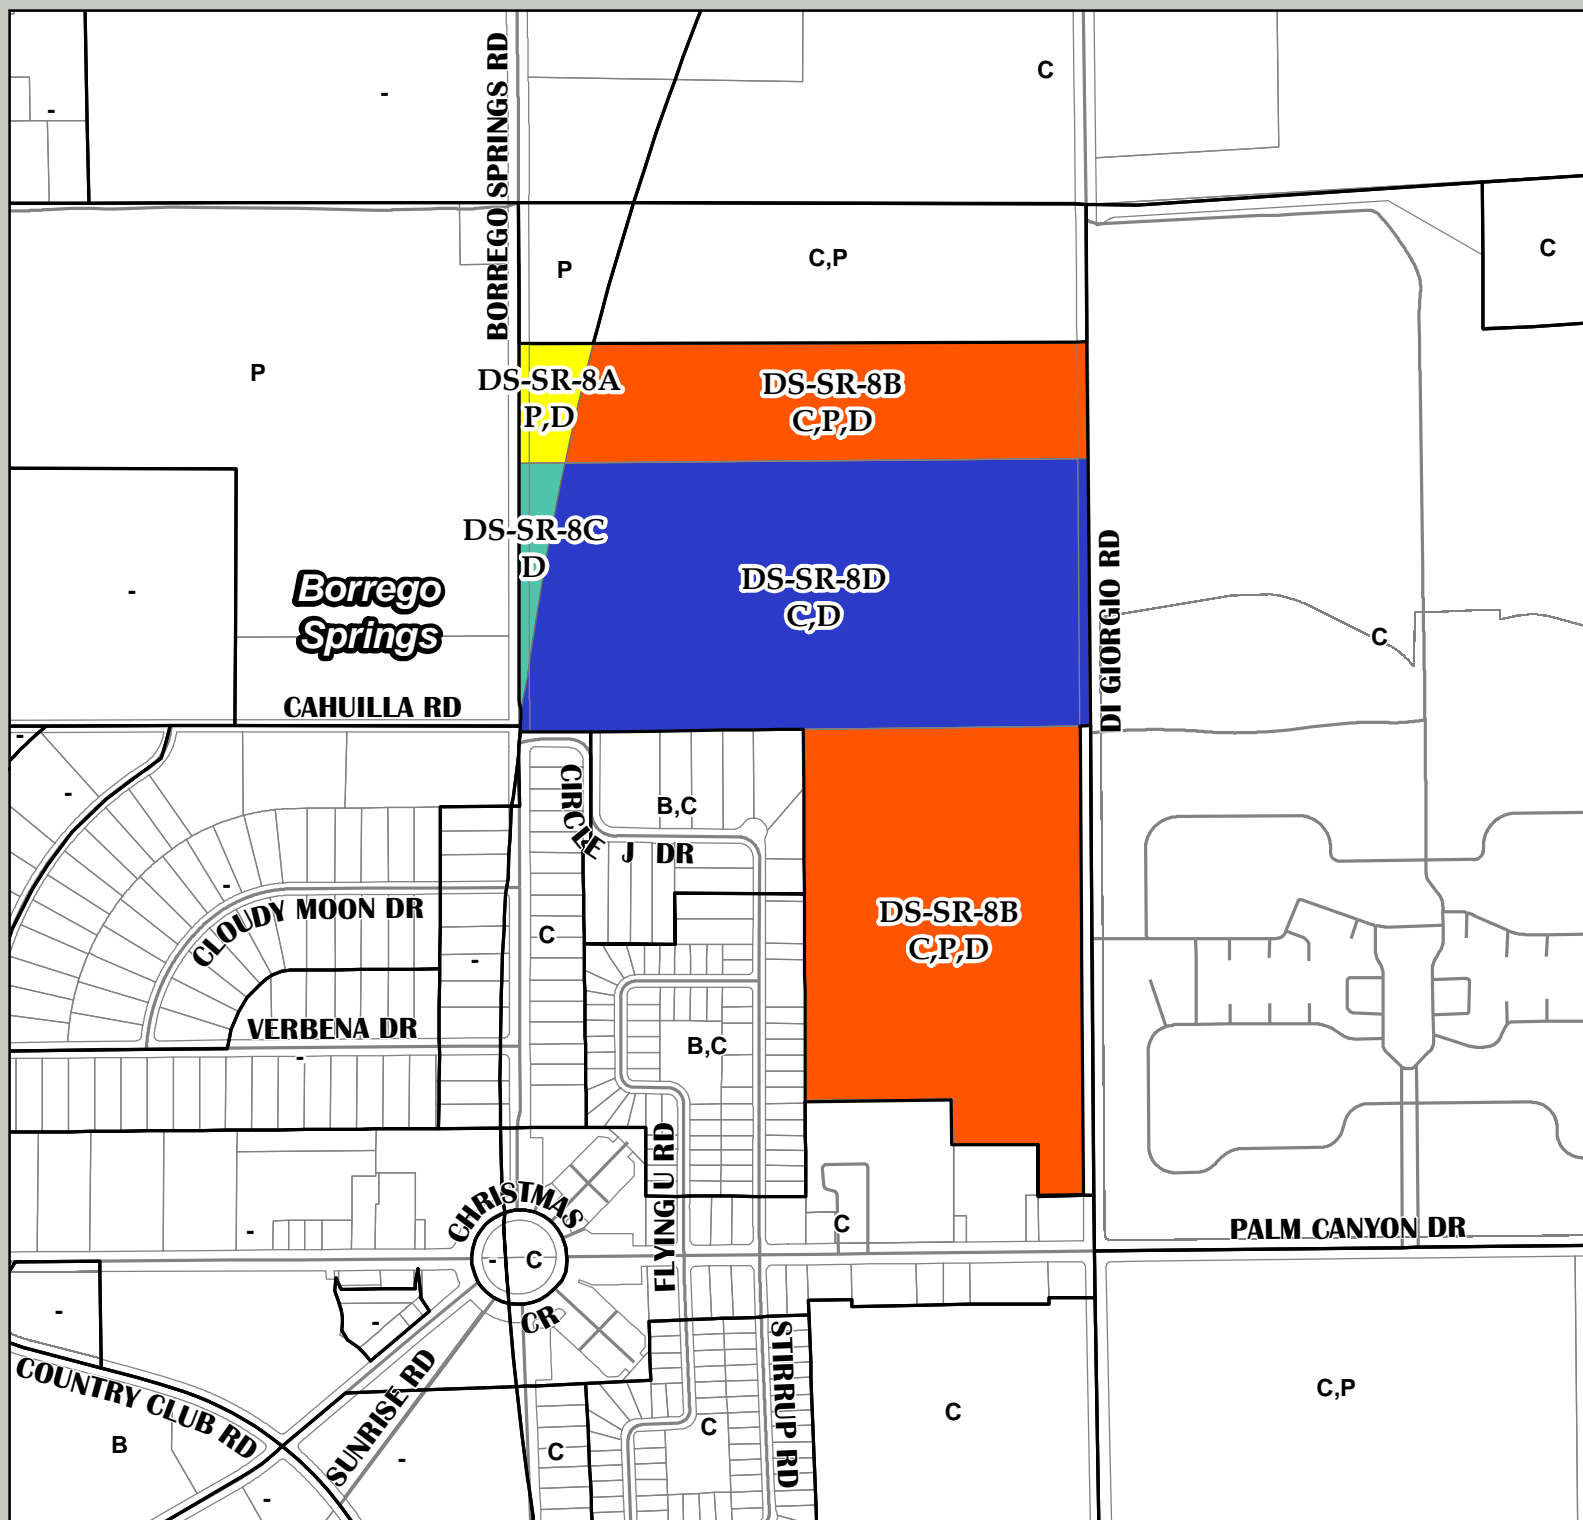 BORREGO SPRINGS RD
C
-
-
P
C,P
C
P
DS-SR-8A
P,D
DS-SR-8B
C,P,D
DS-SR-8C
D
DS-SR-8D
C,D
-
Borrego
Springs
DI GIORGIO RD
C
CAHUILLA RD
-
-
CIRCLE J DR
B,C
-
CLOUDY MOON DR
C
-
DS-SR-8B
C,P,D
VERBENA DR
-
B,C
FLYING U RD
CHRISTMAS
CR
-
C
-
C
PALM CANYON DR
-
-
COUNTRY CLUB RD
SUNRISE RD
STIRRUP RD
C
C
C
C,P
B
-
-